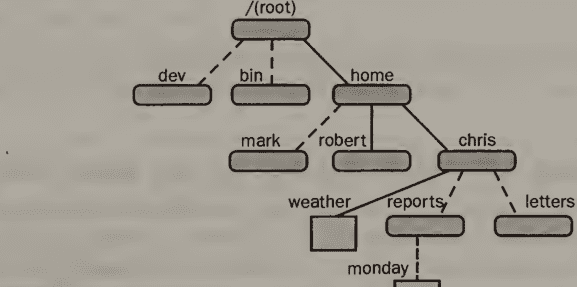 /(root)
dev bin home
mark robert chris
weather reports letters
monday